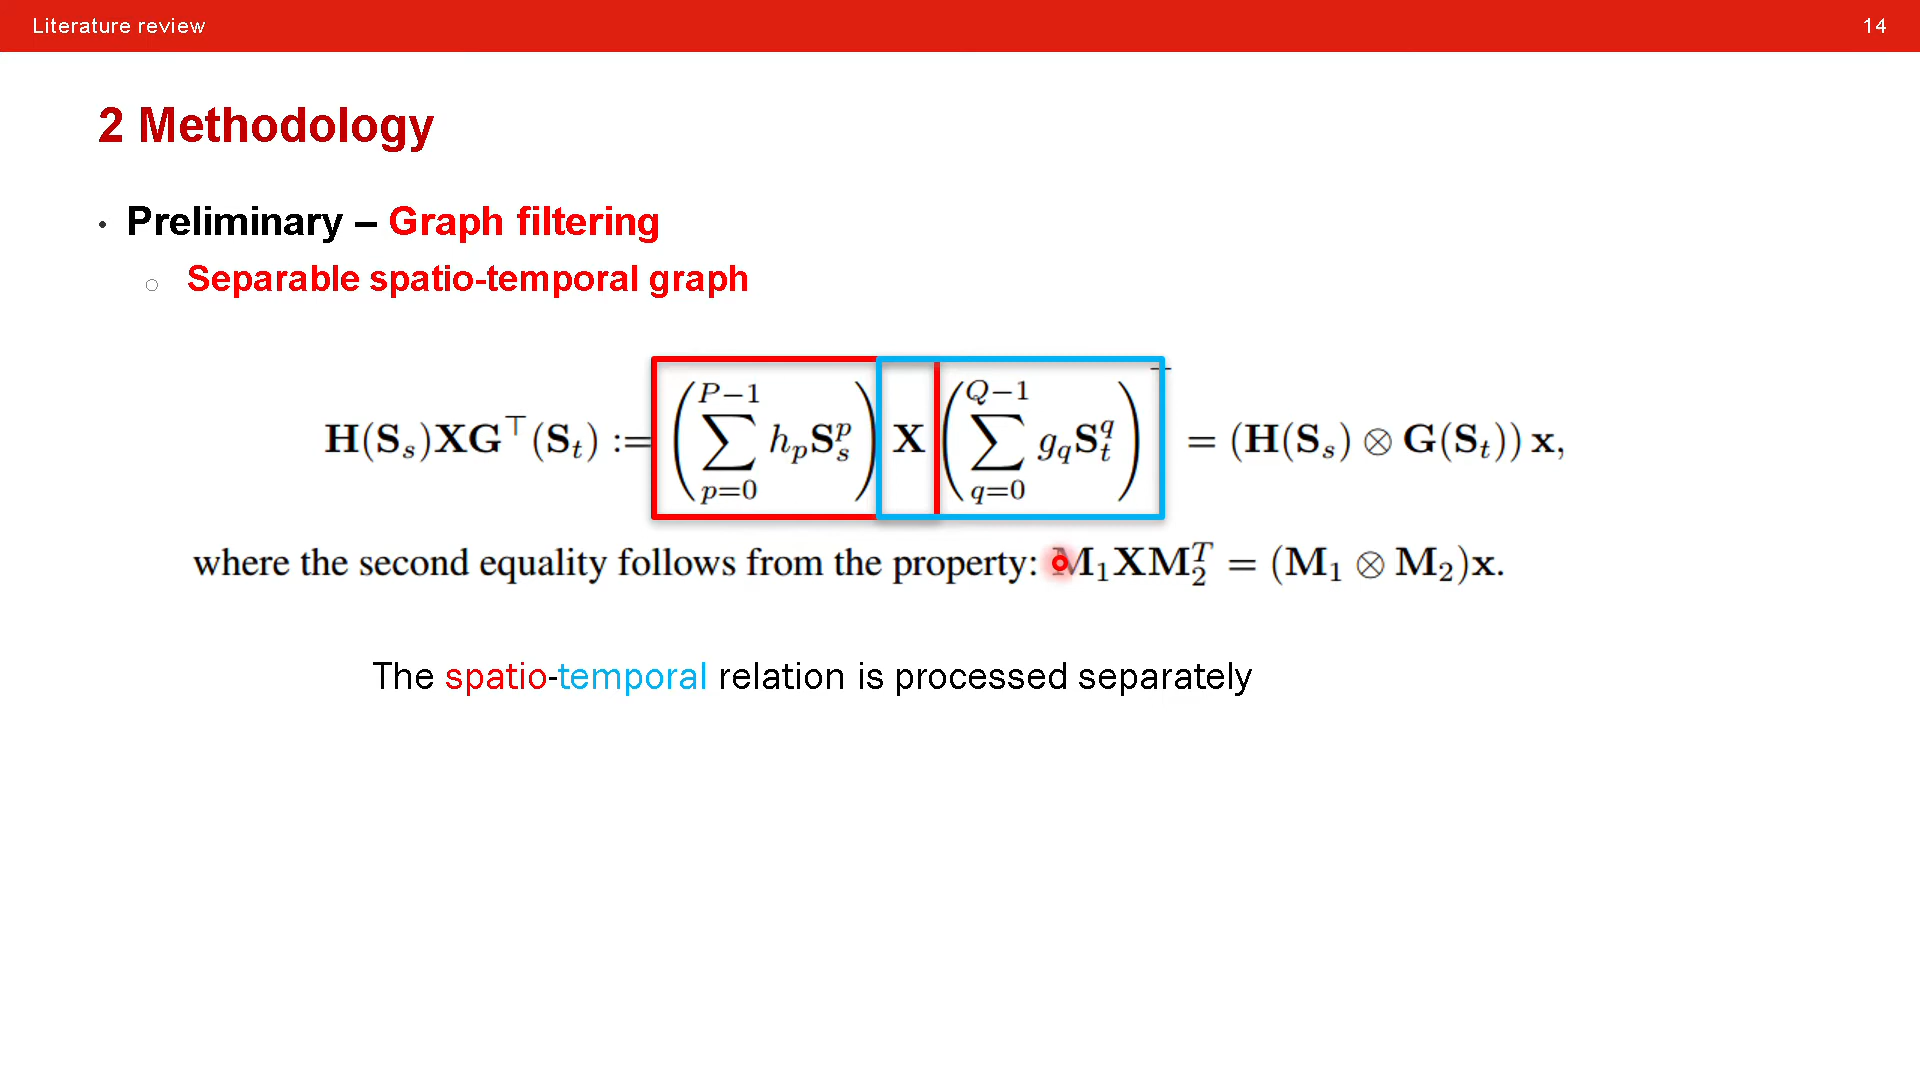 Literature review 14
2 Methodology
• Preliminary – Graph filtering
○ Separable spatio-temporal graph
H(Sₛ)XG⊤(Sₜ) := (∑_{p=0}^{P−1} hₚSₛᵖ) X (∑_{q=0}^{Q−1} g_qSₜ^q)⊤ = (H(Sₛ) ⊗ G(Sₜ)) x,
where the second equality follows from the property: M₁XM₂ᵀ = (M₁ ⊗ M₂)x.
The spatio-temporal relation is processed separately